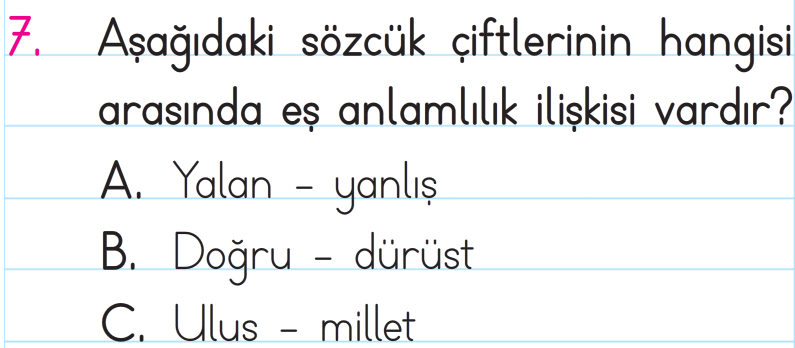 7. Aşağıdaki sözcük çiftlerinin hangisi
arasında eş anlamlılık ilişkisi vardır?
A. Yalan – yanlış
B. Doğru – dürüst
C. Ulus – millet